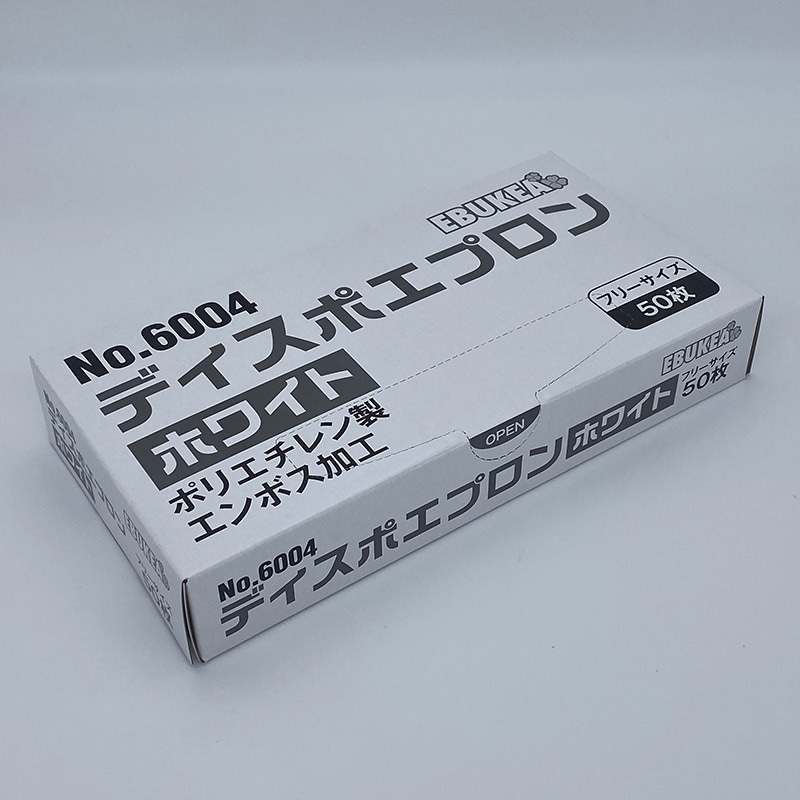 EBUKEA
No.6004
ディスポエプロン
ホワイト
ポリエチレン製
エンボス加工
フリーサイズ
50枚
OPEN
No.6004
ディスポエプロン ホワイト
EBUKEA
フリーサイズ
50枚
ディスポエプロン
ホワイト
EBUKEA
フリーサイズ
50枚